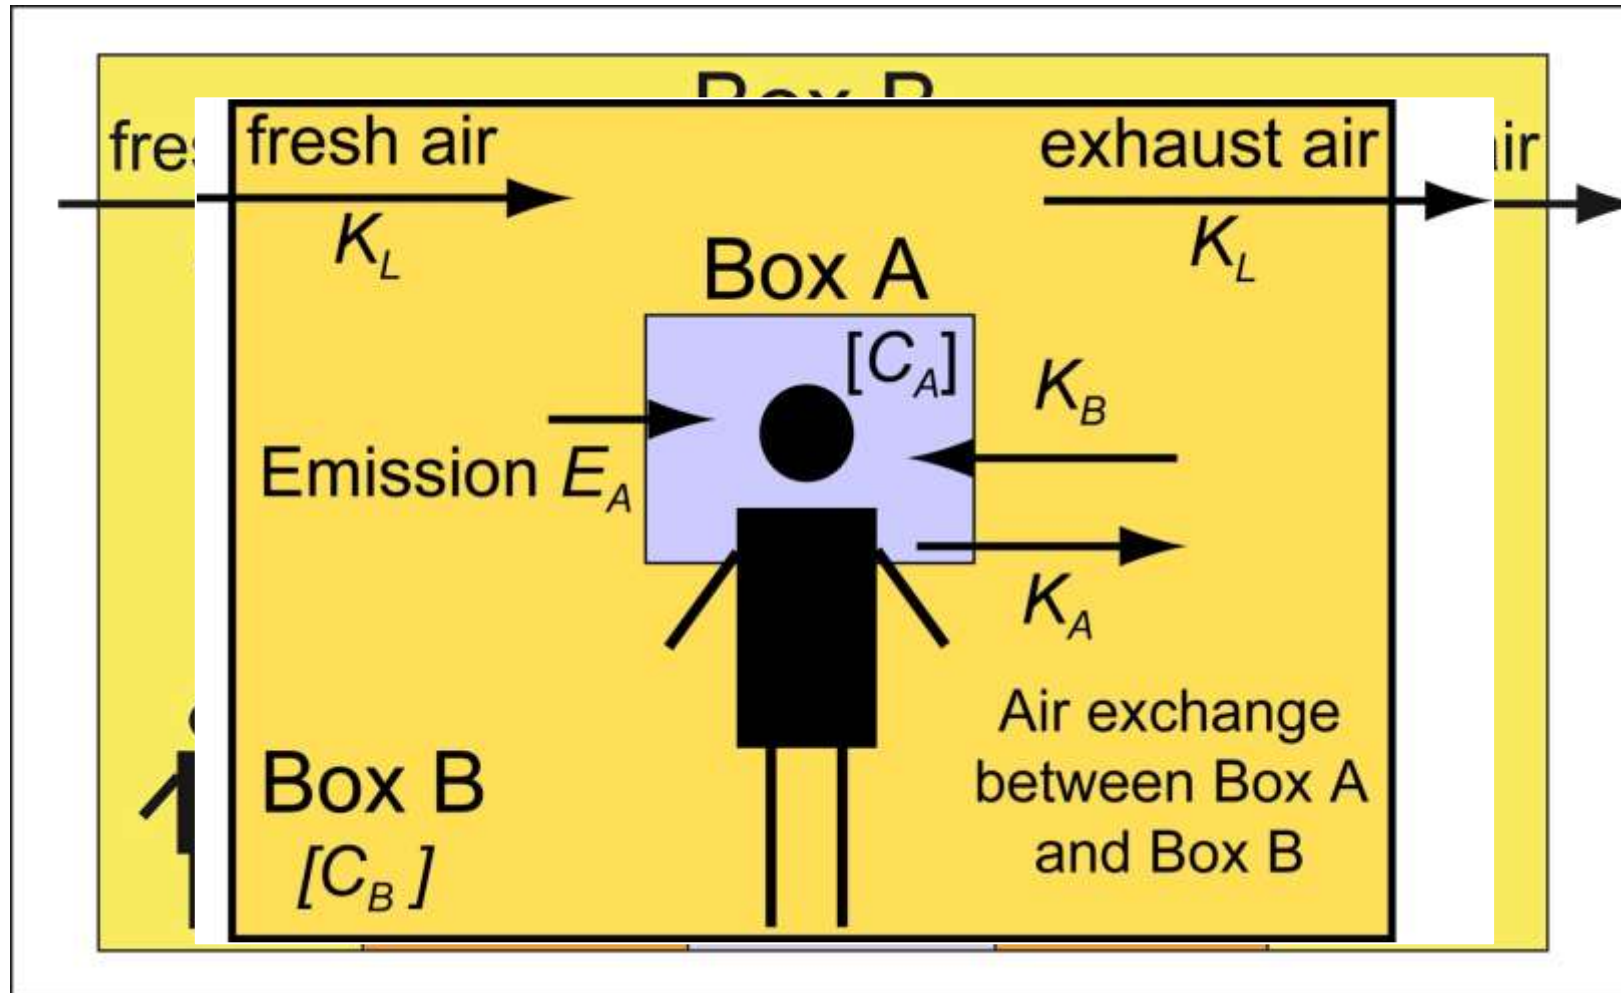 fresh air
exhaust air
K_L
K_L
Box A
[C_A]
K_B
Emission E_A
K_A
Air exchange
between Box A
and Box B
Box B
[C_B]